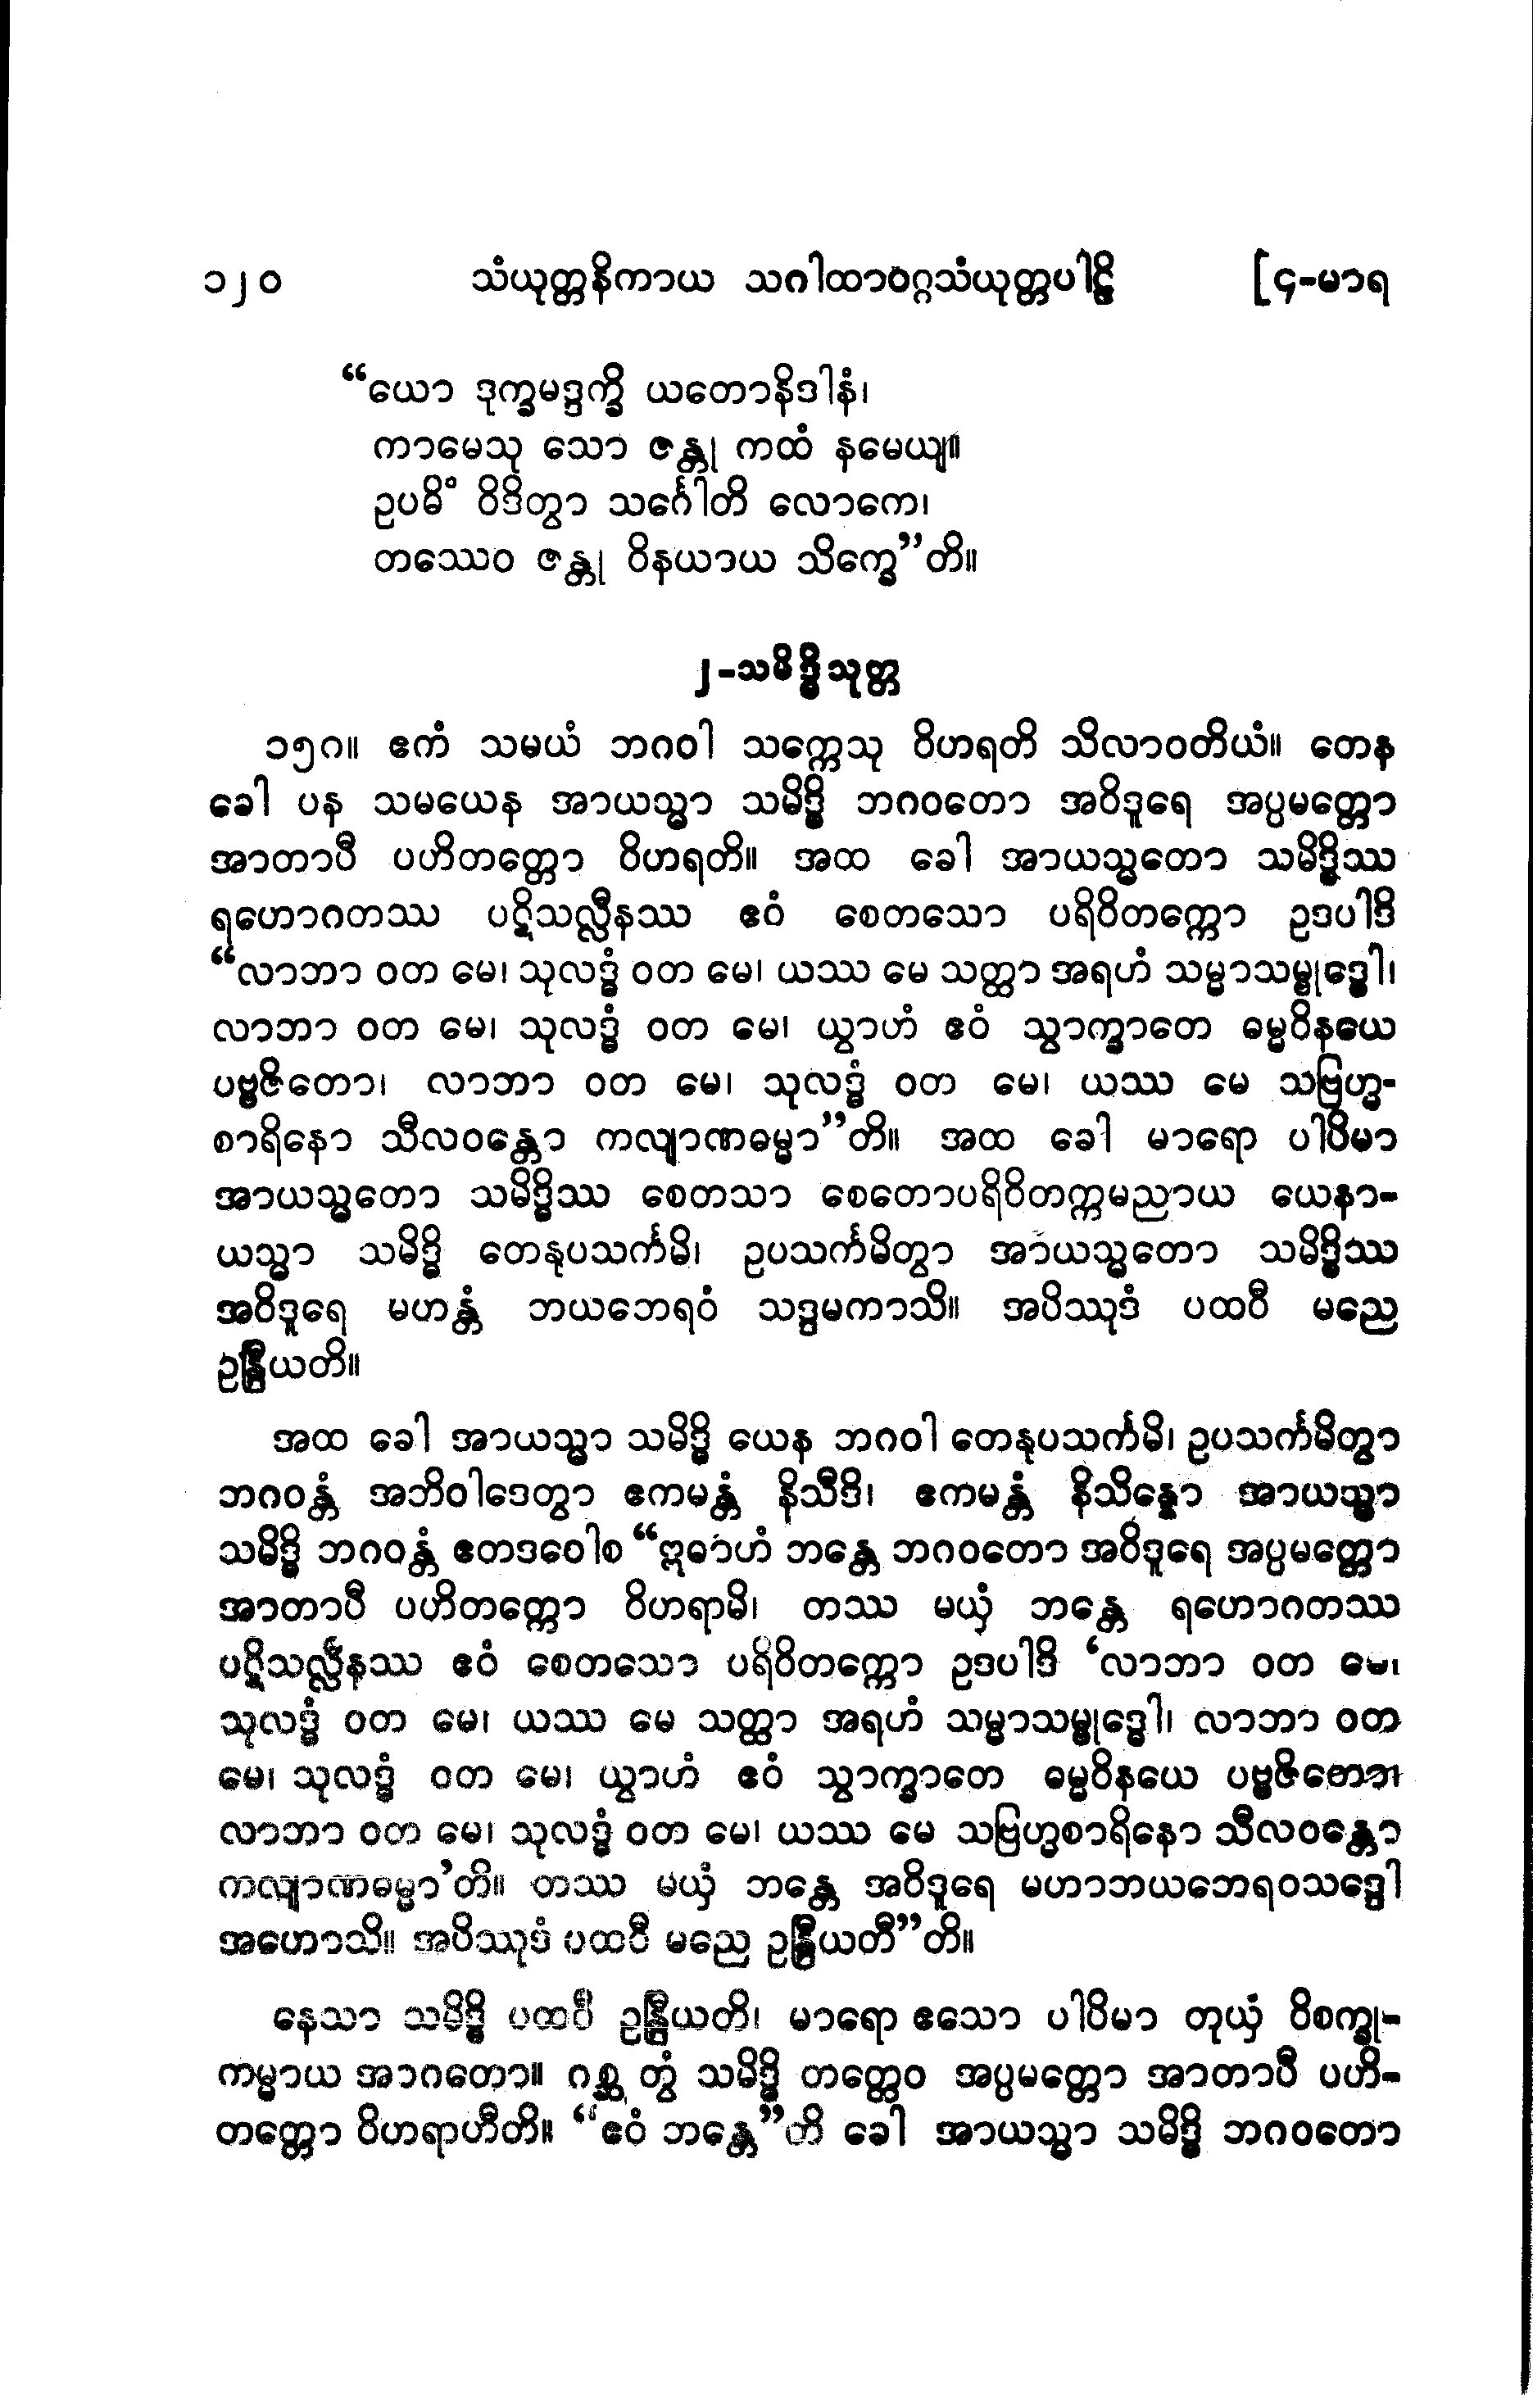 ၁၂၀ သံယုတ္တနိကာယ သဂါထာဝဂ္ဂသံယုတ္တပါဠိ [၄-မာရ
“ယော ဒုက္ခမဒ္ဒက္ခိ ယတောနိဒါနံ၊
ကာမေသု သော ဇန္တု ကထံ နမေယျ။
ဥပဓိံ ဝိဒိတွာ သင်္ဂေါတိ လောကေ၊
တဿေဝ ဇန္တု ဝိနယာယ သိက္ခေ”တိ။
၂-သမိဒ္ဓိသုတ္တ
၁၅ဂ။ ဧကံ သမယံ ဘဂဝါ သက္ကေသု ဝိဟရတိ သိလာဝတိယံ။ တေန
ခေါ ပန သမယေန အာယသ္မာ သမိဒ္ဓိ ဘဂဝတော အဝိဒူရေ အပ္ပမတ္တော
အာတာပီ ပဟိတတ္တော ဝိဟရတိ။ အထ ခေါ အာယသ္မတော သမိဒ္ဓိဿ
ရဟောဂတဿ ပဋိသလ္လီနဿ ဧဝံ စေတသော ပရိဝိတက္ကော ဥဒပါဒိ
“လာဘာ ဝတ မေ၊ သုလဒ္ဓံ ဝတ မေ၊ ယဿ မေ သတ္ထာ အရဟံ သမ္မာသမ္ဗုဒ္ဓေါ၊
လာဘာ ဝတ မေ၊ သုလဒ္ဓံ ဝတ မေ၊ ယွာဟံ ဧဝံ သွာက္ခာတေ ဓမ္မဝိနယေ
ပဗ္ဗဇိတော၊ လာဘာ ဝတ မေ၊ သုလဒ္ဓံ ဝတ မေ၊ ယဿ မေ သဗြဟ္မ-
စာရိနော သီလဝန္တော ကလျာဏဓမ္မာ”တိ။ အထ ခေါ မာရော ပါပိမာ
အာယသ္မတော သမိဒ္ဓိဿ စေတသာ စေတောပရိဝိတက္ကမညာယ ယေနာ-
ယသ္မာ သမိဒ္ဓိ တေနုပသင်္ကမိ၊ ဥပသင်္ကမိတွာ အာယသ္မတော သမိဒ္ဓိဿ
အဝိဒူရေ မဟန္တံ ဘယဘေရဝံ သဒ္ဒမကာသိ။ အပိဿုဒံ ပထဝီ မညေ
ဥန္ဒြိယတိ။
အထ ခေါ အာယသ္မာ သမိဒ္ဓိ ယေန ဘဂဝါ တေနုပသင်္ကမိ၊ ဥပသင်္ကမိတွာ
ဘဂဝန္တံ အဘိဝါဒေတွာ ဧကမန္တံ နိသီဒိ၊ ဧကမန္တံ နိသိန္နော အာယသ္မာ
သမိဒ္ဓိ ဘဂဝန္တံ ဧတဒဝေါစ “ဣဓာဟံ ဘန္တေ ဘဂဝတော အဝိဒူရေ အပ္ပမတ္တော
အာတာပီ ပဟိတတ္တော ဝိဟရာမိ၊ တဿ မယှံ ဘန္တေ ရဟောဂတဿ
ပဋိသလ္လီနဿ ဧဝံ စေတသော ပရိဝိတက္ကော ဥဒပါဒိ ‘လာဘာ ဝတ မေ၊
သုလဒ္ဓံ ဝတ မေ၊ ယဿ မေ သတ္ထာ အရဟံ သမ္မာသမ္ဗုဒ္ဓေါ၊ လာဘာ ဝတ
မေ၊ သုလဒ္ဓံ ဝတ မေ၊ ယွာဟံ ဧဝံ သွာက္ခာတေ ဓမ္မဝိနယေ ပဗ္ဗဇိတော၊
လာဘာ ဝတ မေ၊ သုလဒ္ဓံ ဝတ မေ၊ ယဿ မေ သဗြဟ္မစာရိနော သီလဝန္တော
ကလျာဏဓမ္မာ’တိ။ တဿ မယှံ ဘန္တေ အဝိဒူရေ မဟာဘယဘေရဝသဒ္ဒေါ
အဟောသိ။ အပိဿုဒံ ပထဝီ မညေ ဥန္ဒြိယတီ”တိ။
နေသာ သမိဒ္ဓိ ပထဝီ ဥန္ဒြိယတိ၊ မာရော ဧသော ပါပိမာ တုယှံ ဝိစက္ခု-
ကမ္မာယ အာဂတော။ ဂစ္ဆ တွံ သမိဒ္ဓိ တတ္ထေဝ အပ္ပမတ္တော အာတာပီ ပဟိ-
တတ္တော ဝိဟရာဟီတိ။ “ဧဝံ ဘန္တေ”တိ ခေါ အာယသ္မာ သမိဒ္ဓိ ဘဂဝတော